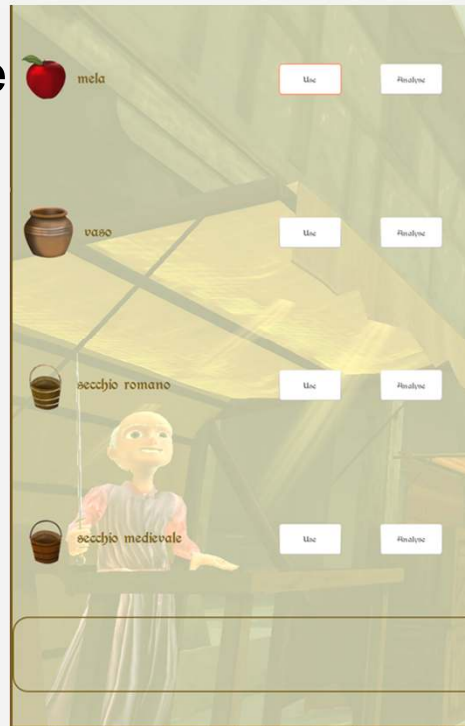 e
mela Use Analyse
vaso Use Analyse
secchio romano Use Analyse
secchio medievale Use Analyse